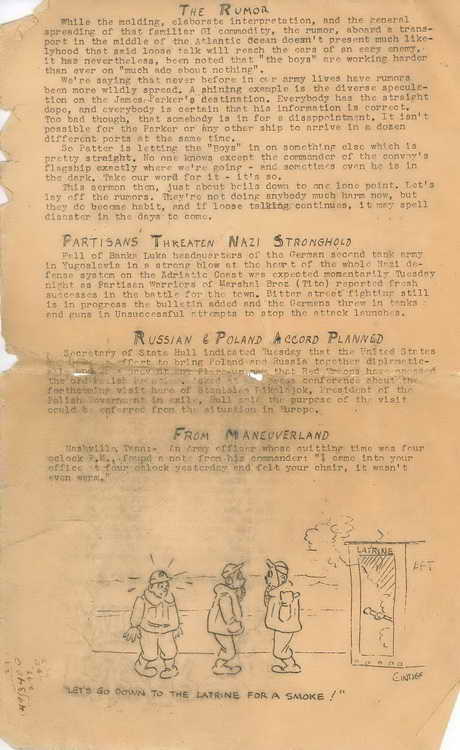 THE RUMOR
While the molding, elaborate interpretation, and the general
spreading of that familiar GI commodity, the rumor, aboard a trans-
port in the middle of the Atlantic Ocean doesn't present much like-
lyhood that said loose talk will reach the ears of an eary enemy,
it has nevertheless, been noted that "the boys" are working harder
than ever on "much ado about nothing".
We're saying that never before in our army lives have rumors
been more wildly spread. A shining example is the diverse specula-
tion on the James Parker's destination. Everybody has the straight
dope, and everybody is certain that his information is correct.
Too bad though, that somebody is in for a disappointment. It isn't
possible for the Parker or any other ship to arrive in a dozen
different ports at the same time.
So Patter is letting the "Boys" in on something else which is
pretty straight. No one knows except the commander of the convoy's
flagship exactly where we're going - and sometimes even he is in
the dark. Take our word for it - it's so.
This sermon then, just about boils down to one lone point. Let's
lay off the rumors. They're not doing anybody much harm now, but
they do become habit, and if loose talking continues, it may spell
disaster in the days to come.
PARTISANS' THREATEN NAZI STRONGHOLD
Fall of Banka Luka headquarters of the German second tank army
in Yugoslavia in a strong blow at the heart of the whole Nazi de-
fense system on the Adriatic Coast was expected momentarily Tuesday
night as Partisan Warriors of Marshal Broz (Tito) reported fresh
successes in the battle for the town. Bitter street fighting still
is in progress the bulletin added and the Germans threw in tanks
and guns in Unsuccessful attempts to stop the attack launches.
RUSSIAN & POLAND ACCORD PLANNED
Secretary of State Hull indicated Tuesday that the United States
effort to bring Poland and Russia together diplomatic-
that Red Troops have crossed
the old Polish conference about the
forthcoming visit here of Stanislas Mikolajok, President of the
Polish Government in exile, Hull said the purpose of the visit
could be enferred from the situation in Europe.
FROM MANEUVERLAND
Nashville, Tenn:- An Army officer whose quitting time was four
oclock P.M., found a note from his commander: "I came into your
office at four oclock yesterday and felt your chair, it wasn't
even warm."
LATRINE
"LET'S GO DOWN TO THE LATRINE FOR A SMOKE!"